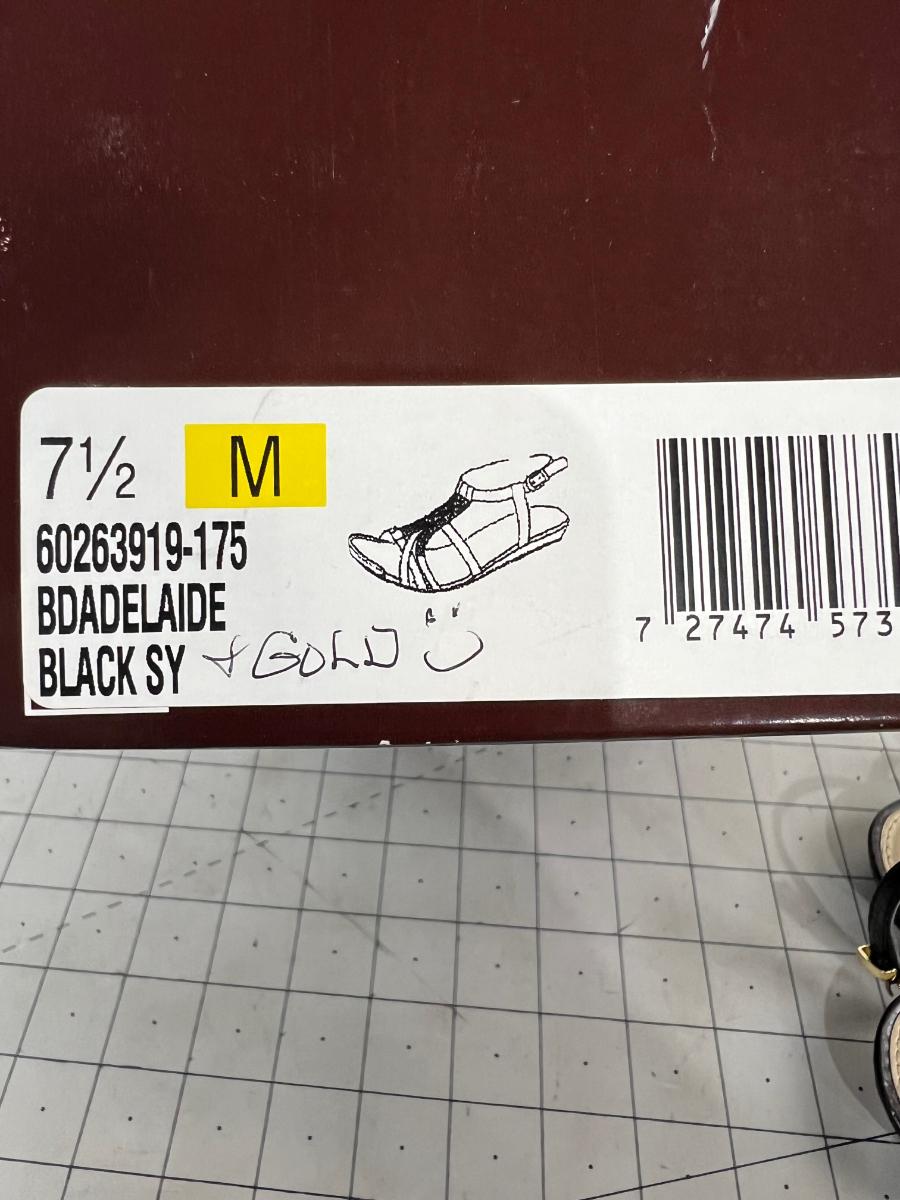 7½ M
60263919-175
BDADELAIDE
BLACK SY + GOLD
7 27474 573